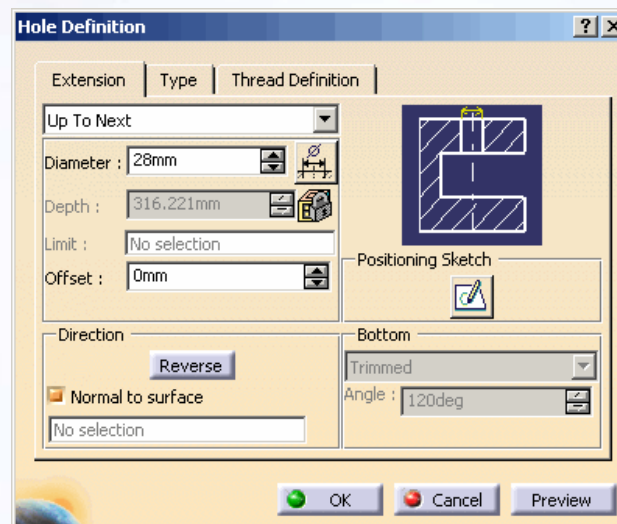 Hole Definition
Extension Type Thread Definition
Up To Next
Diameter : 28mm
Depth : 316.221mm
Limit : No selection
Offset : 0mm
Positioning Sketch
Direction
Reverse
Normal to surface
No selection
Bottom
Trimmed
Angle : 120deg
OK Cancel Preview